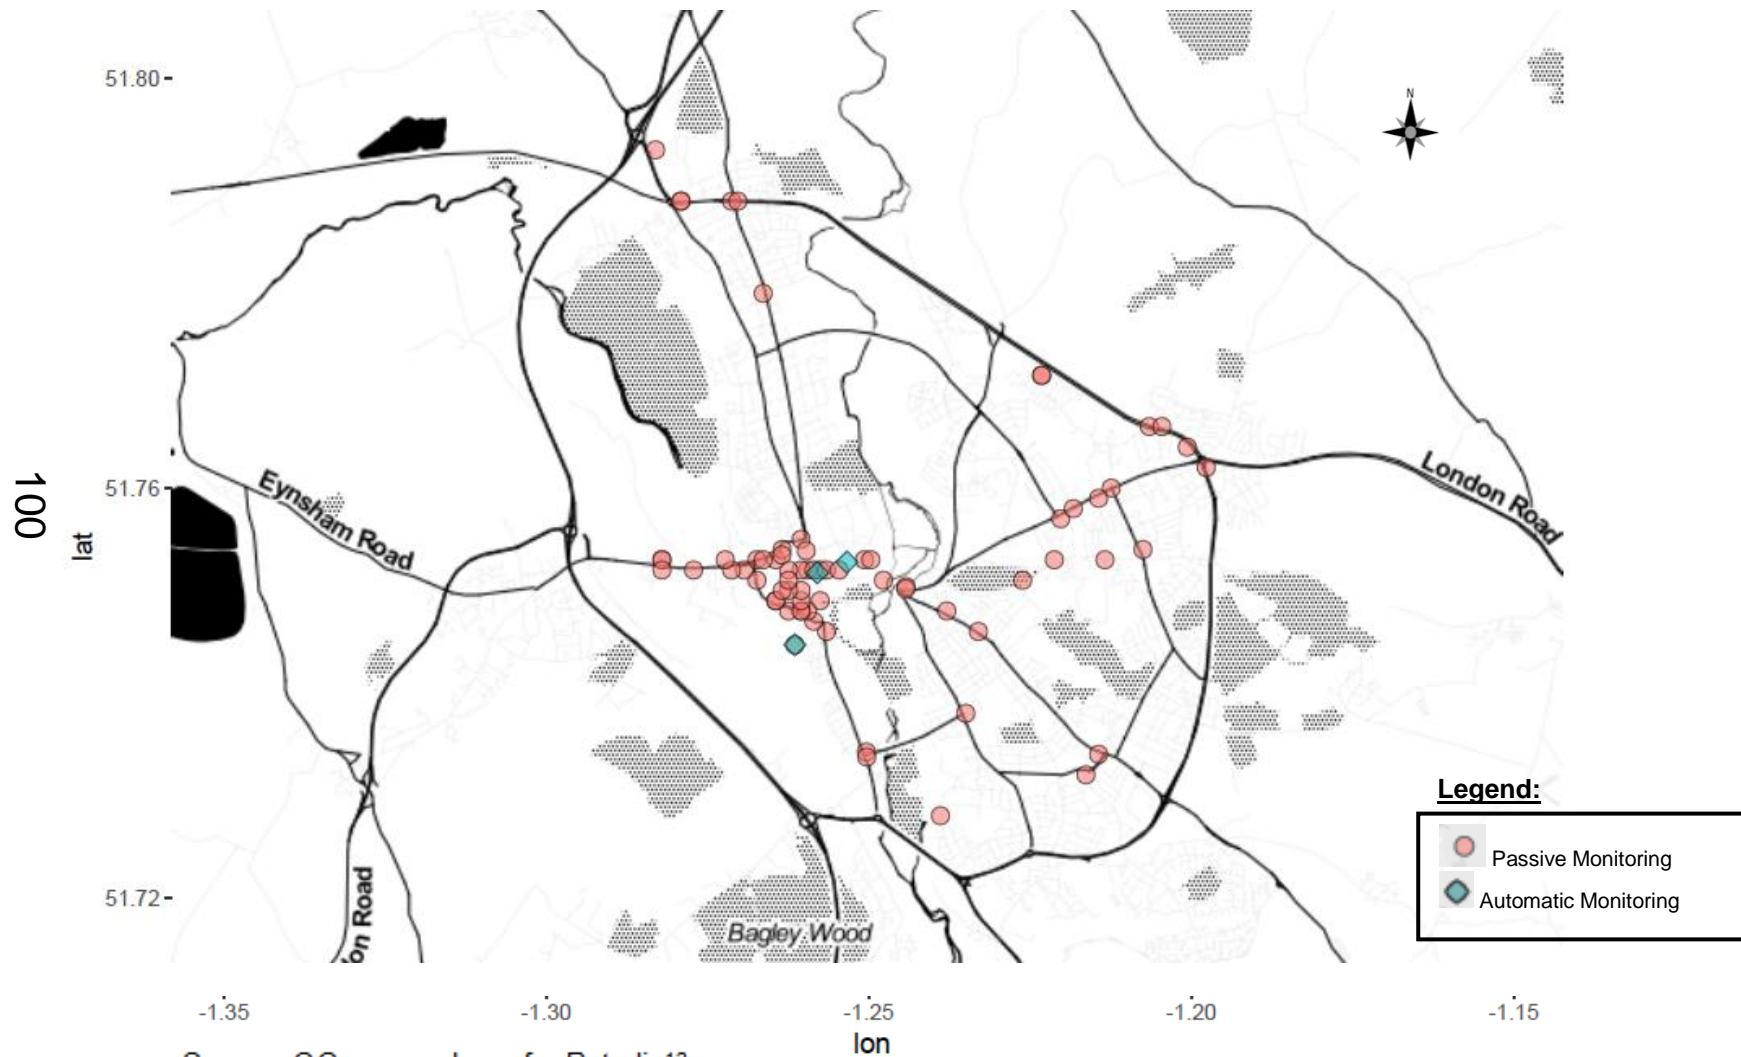 N
51.80
51.76
51.72
lat
100
Eynsham Road
London Road
on Road
Bagley Wood
Legend:
Passive Monitoring
Automatic Monitoring
-1.35
-1.30
-1.25
-1.20
-1.15
lon